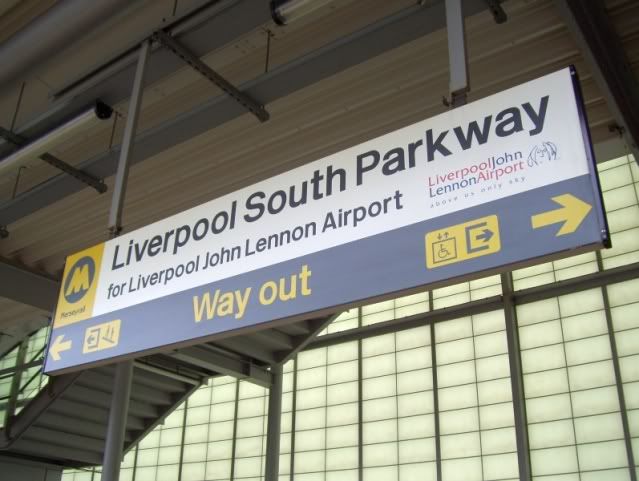 Liverpool South Parkway
for Liverpool John Lennon Airport
LiverpoolJohn
LennonAirport
above us only sky
M
Merseyrail
Way out